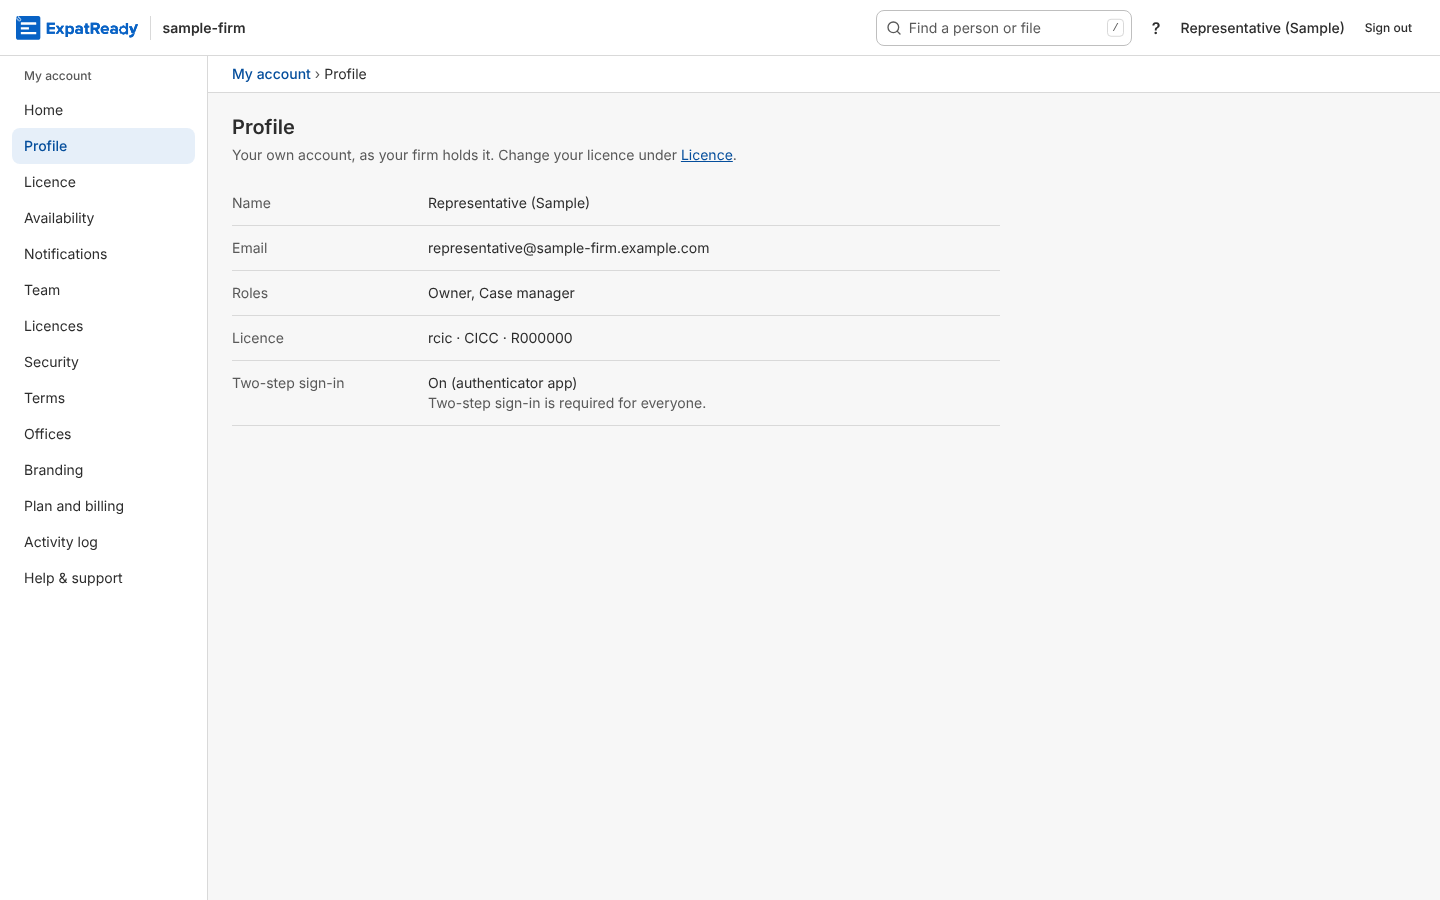 ExpatReady
sample-firm
Find a person or file
/
?
Representative (Sample)
Sign out
My account
Home
Profile
Licence
Availability
Notifications
Team
Licences
Security
Terms
Offices
Branding
Plan and billing
Activity log
Help & support
My account › Profile
Profile
Your own account, as your firm holds it. Change your licence under Licence.
Name Representative (Sample)
Email representative@sample-firm.example.com
Roles Owner, Case manager
Licence rcic · CICC · R000000
Two-step sign-in On (authenticator app)
Two-step sign-in is required for everyone.